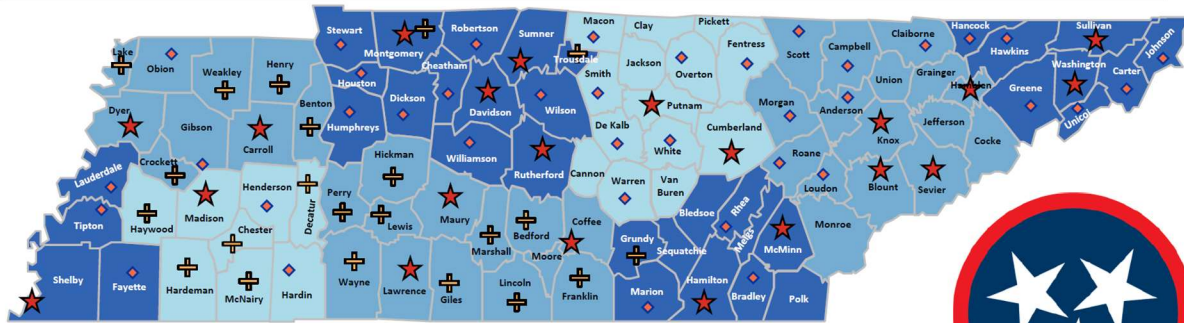 Macon
Clay
Pickett
Hancock
Sullivan
Stewart
Montgomery
Robertson
Sumner
Trousdale
Fentress
Scott
Campbell
Claiborne
Hawkins
Johnson
Lake
Obion
Weakley
Henry
Houston
Cheatham
Smith
Jackson
Overton
Union
Grainger
Hamblen
Washington
Carter
Benton
Dickson
Davidson
Wilson
Putnam
Morgan
Anderson
Greene
Unicoi
Dyer
Gibson
Carroll
Humphreys
De Kalb
Cumberland
Knox
Jefferson
Cocke
Crockett
Hickman
Williamson
Rutherford
Cannon
White
Roane
Lauderdale
Madison
Henderson
Decatur
Perry
Lewis
Maury
Warren
Van
Buren
Loudon
Blount
Sevier
Tipton
Haywood
Chester
Bedford
Coffee
Bledsoe
Rhea
Meigs
Monroe
Shelby
Fayette
Hardeman
McNairy
Hardin
Wayne
Lawrence
Giles
Marshall
Moore
Lincoln
Franklin
Grundy
Sequatchie
McMinn
Marion
Hamilton
Bradley
Polk